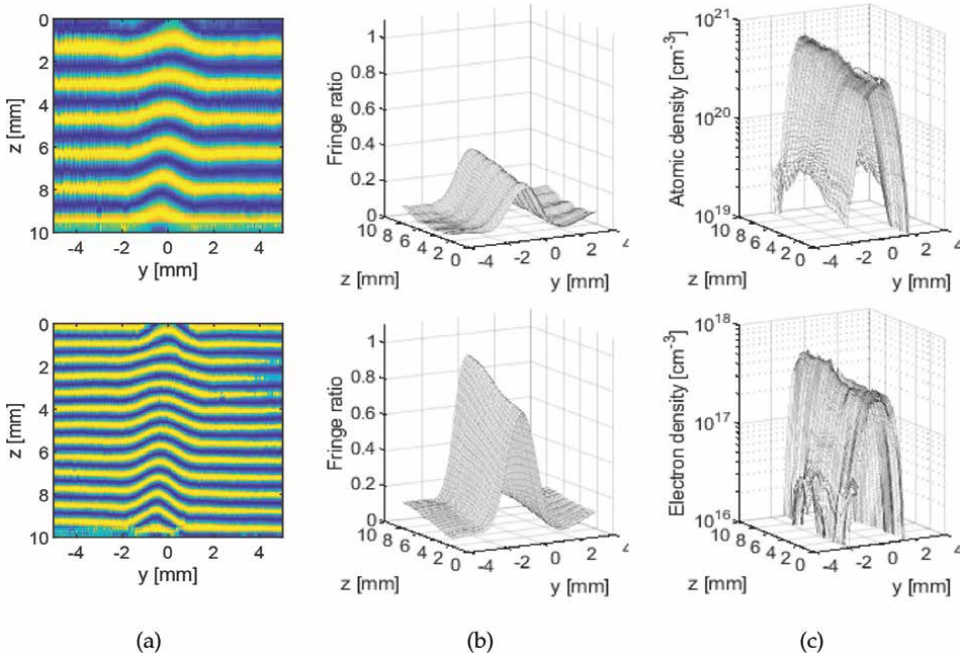 0
2
4
6
8
10
z [mm]
-4 -2 0 2 4
y [mm]
1
0.8
0.6
0.4
0.2
0
Fringe ratio
10 8 6 4 2 0
z [mm]
-4 -2 0 2 4
y [mm]
10^21
10^20
10^19
Atomic density [cm^-3]
10 8 6 4 2 0
z [mm]
-4 -2 0 2 4
y [mm]
0
2
4
6
8
10
z [mm]
-4 -2 0 2 4
y [mm]
1
0.8
0.6
0.4
0.2
0
Fringe ratio
10 8 6 4 2 0
z [mm]
-4 -2 0 2 4
y [mm]
10^18
10^17
10^16
Electron density [cm^-3]
10 8 6 4 2 0
z [mm]
-4 -2 0 2 4
y [mm]
(a) (b) (c)